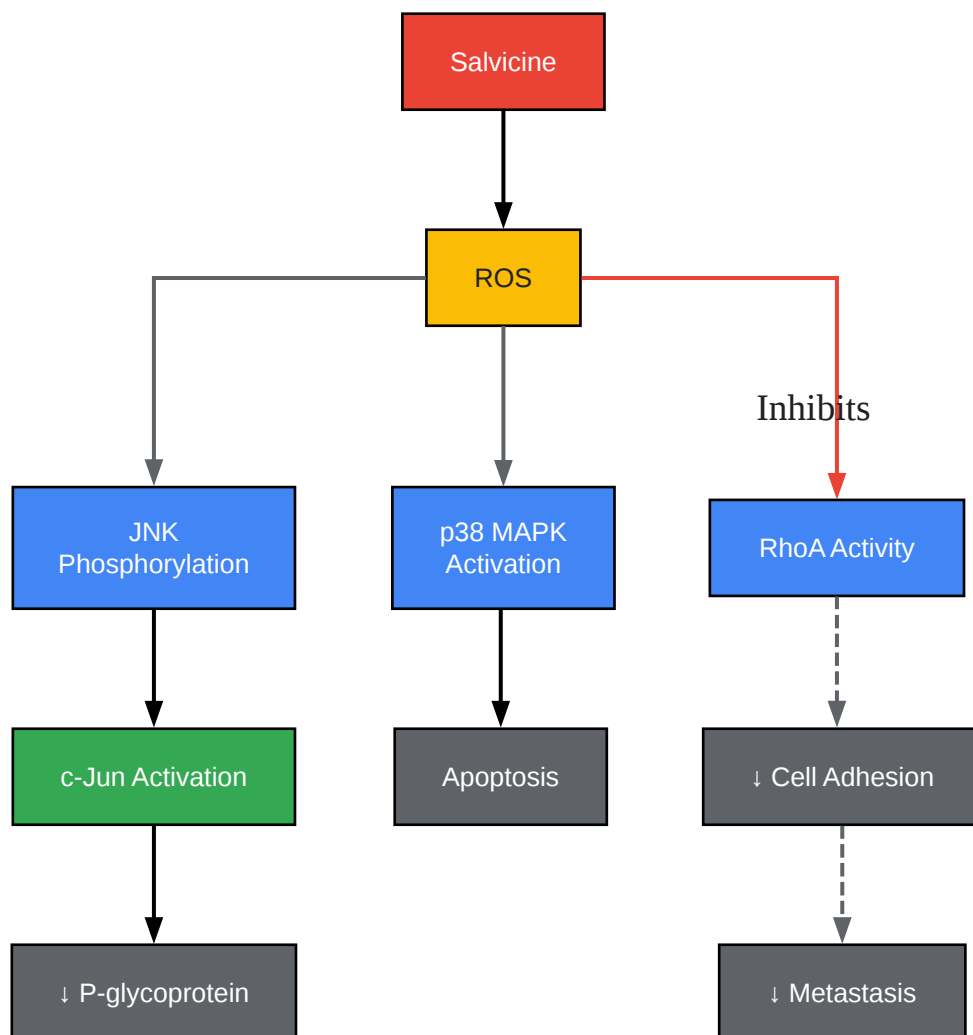 Salvicine
ROS
Inhibits
JNK
Phosphorylation
p38 MAPK
Activation
RhoA Activity
c-Jun Activation
Apoptosis
↓ Cell Adhesion
↓ P-glycoprotein
↓ Metastasis